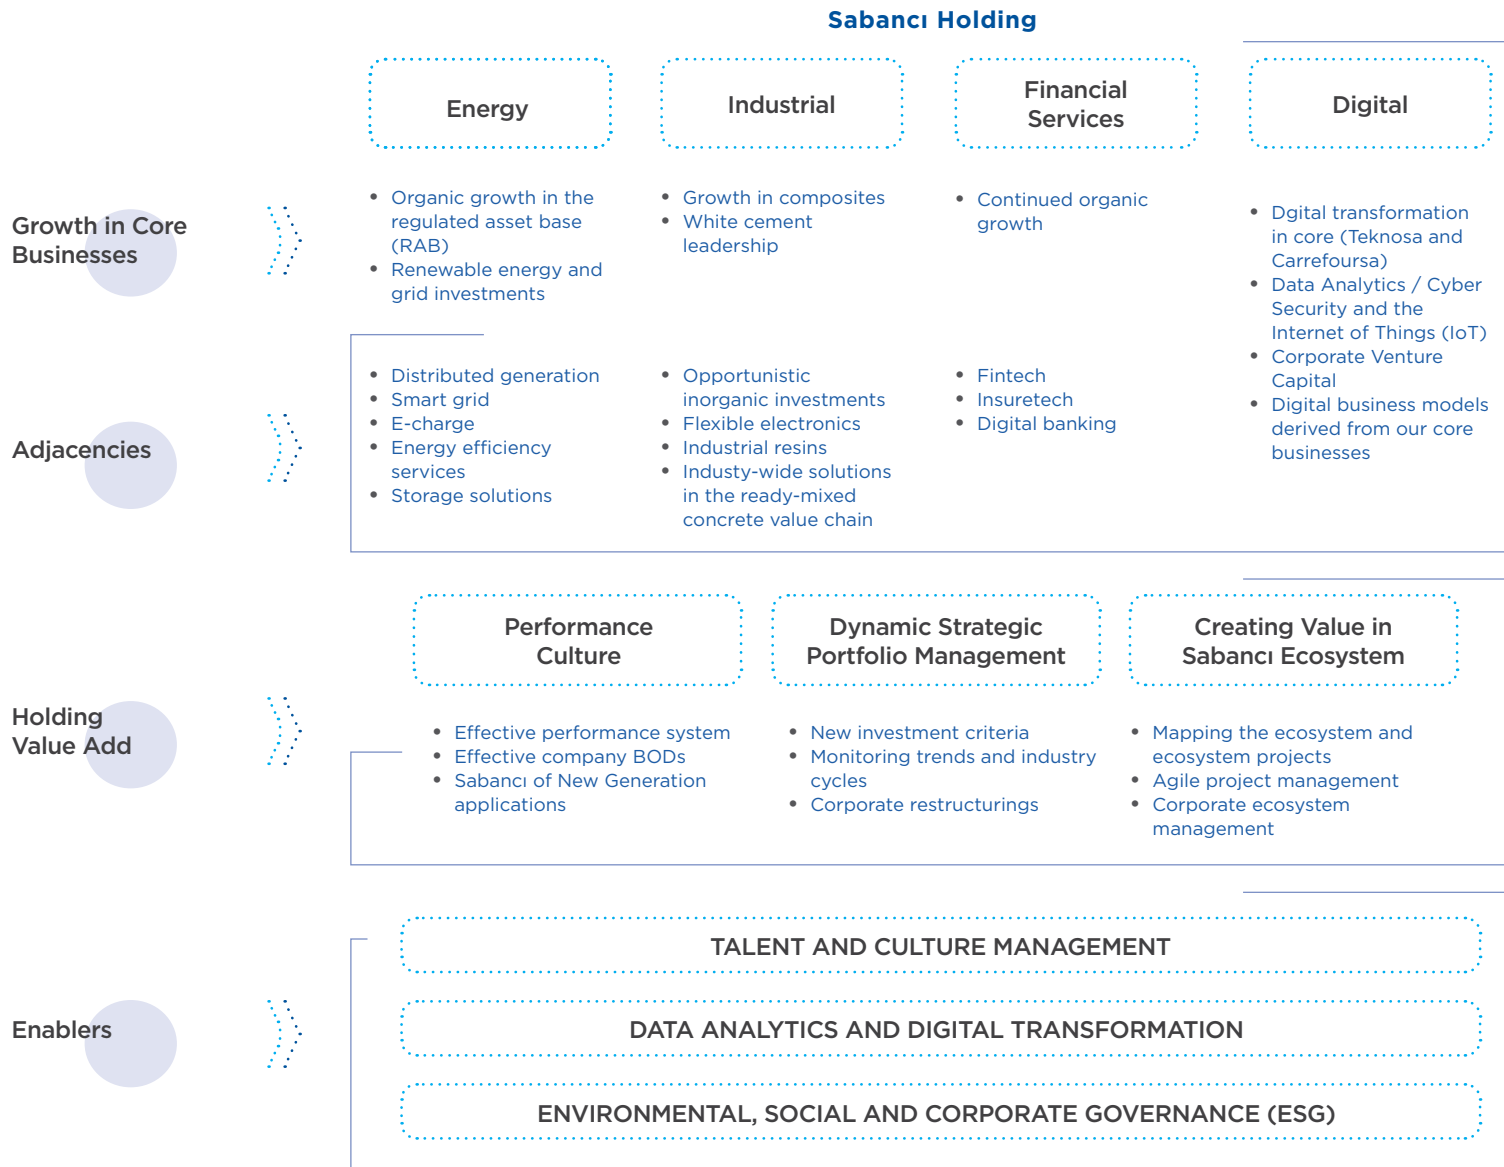 Sabancı Holding
Energy
Industrial
Financial
Services
Digital
Growth in Core
Businesses
• Organic growth in the
regulated asset base
(RAB)
• Renewable energy and
grid investments
• Growth in composites
• White cement
leadership
• Continued organic
growth
• Dgital transformation
in core (Teknosa and
Carrefoursa)
• Data Analytics / Cyber
Security and the
Internet of Things (IoT)
• Corporate Venture
Capital
• Digital business models
derived from our core
businesses
Adjacencies
• Distributed generation
• Smart grid
• E-charge
• Energy efficiency
services
• Storage solutions
• Opportunistic
inorganic investments
• Flexible electronics
• Industrial resins
• Industy-wide solutions
in the ready-mixed
concrete value chain
• Fintech
• Insuretech
• Digital banking
Holding
Value Add
Performance
Culture
• Effective performance system
• Effective company BODs
• Sabancı of New Generation
applications
Dynamic Strategic
Portfolio Management
• New investment criteria
• Monitoring trends and industry
cycles
• Corporate restructurings
Creating Value in
Sabancı Ecosystem
• Mapping the ecosystem and
ecosystem projects
• Agile project management
• Corporate ecosystem
management
Enablers
TALENT AND CULTURE MANAGEMENT
DATA ANALYTICS AND DIGITAL TRANSFORMATION
ENVIRONMENTAL, SOCIAL AND CORPORATE GOVERNANCE (ESG)